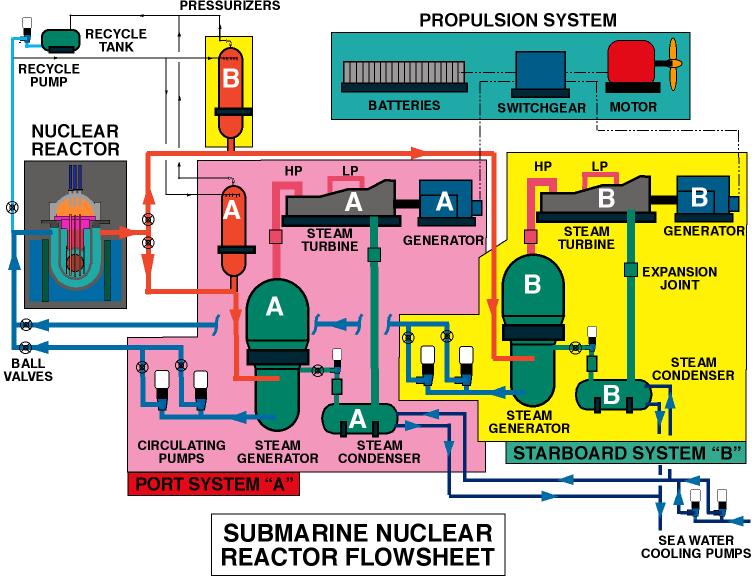 PRESSURIZERS
PROPULSION SYSTEM
RECYCLE
TANK
RECYCLE
PUMP
B
BATTERIES
SWITCHGEAR
MOTOR
NUCLEAR
REACTOR
HP
LP
A
A
A
STEAM
TURBINE
GENERATOR
HP
LP
B
B
STEAM
TURBINE
GENERATOR
EXPANSION
JOINT
A
B
BALL
VALVES
STEAM
CONDENSER
B
A
STEAM
GENERATOR
CIRCULATING
PUMPS
STEAM
GENERATOR
STEAM
CONDENSER
STARBOARD SYSTEM “B”
PORT SYSTEM “A”
SUBMARINE NUCLEAR
REACTOR FLOWSHEET
SEA WATER
COOLING PUMPS